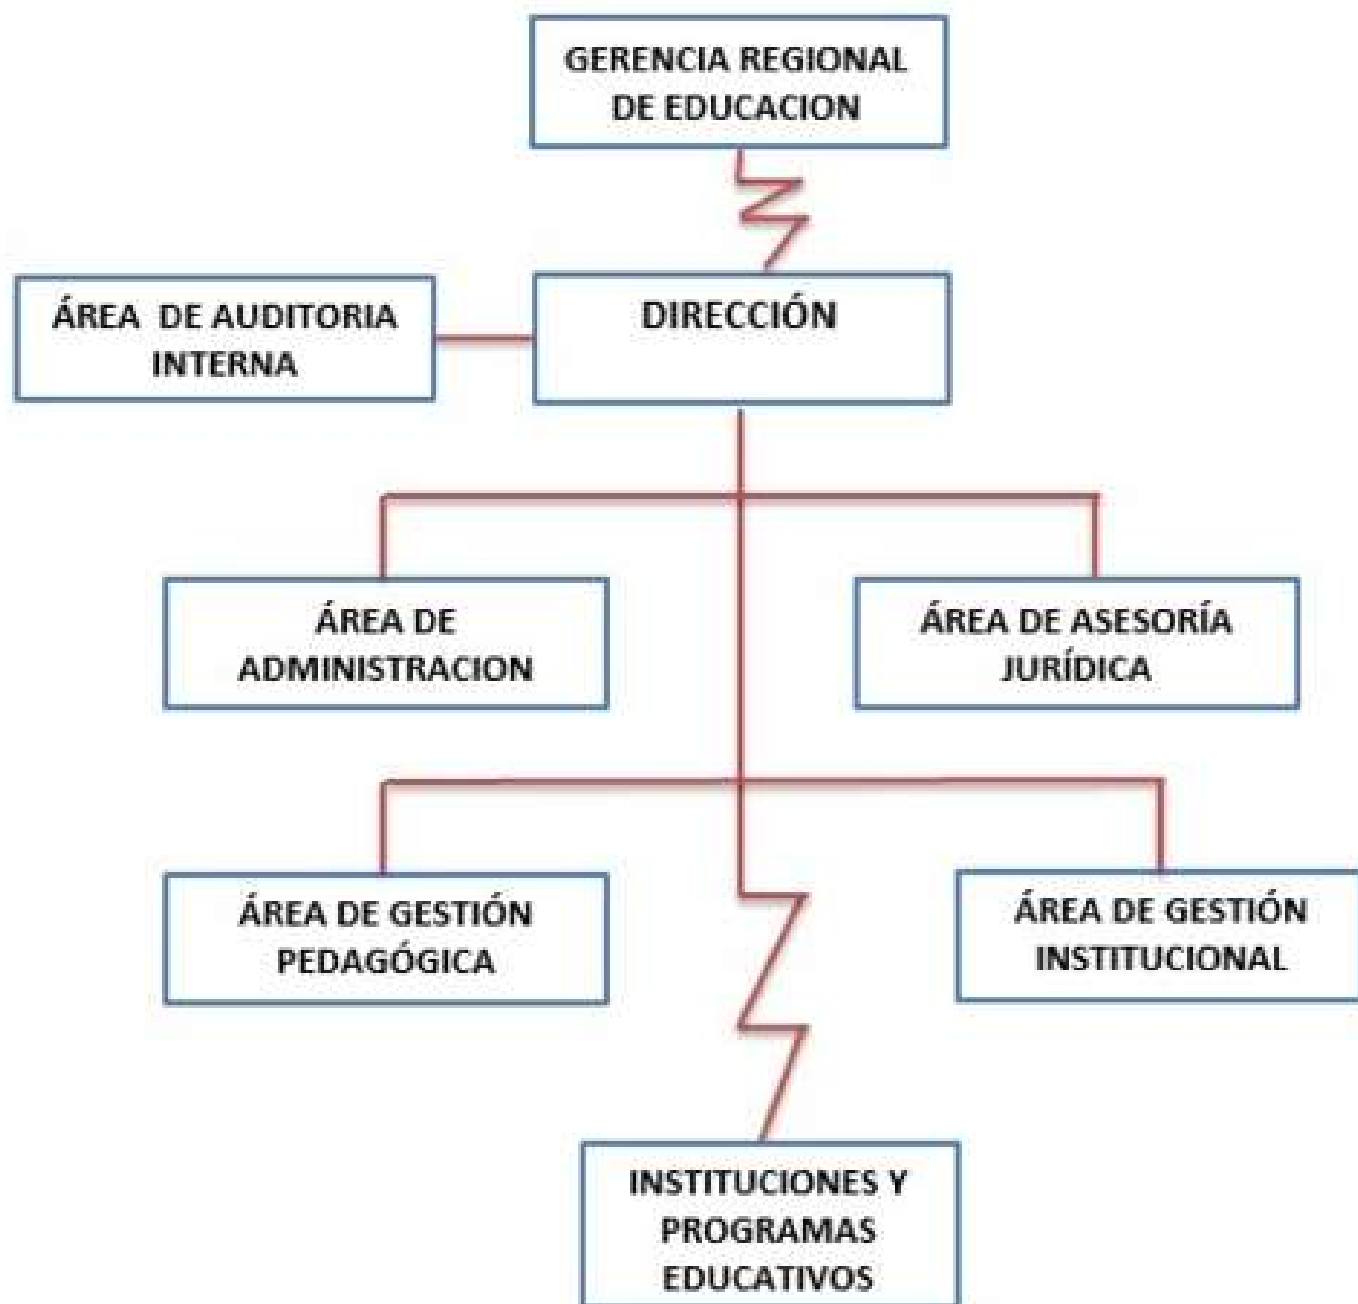 GERENCIA REGIONAL
DE EDUCACION
ÁREA DE AUDITORIA
INTERNA
DIRECCIÓN
ÁREA DE
ADMINISTRACION
ÁREA DE ASESORÍA
JURÍDICA
ÁREA DE GESTIÓN
PEDAGÓGICA
ÁREA DE GESTIÓN
INSTITUCIONAL
INSTITUCIONES Y
PROGRAMAS
EDUCATIVOS